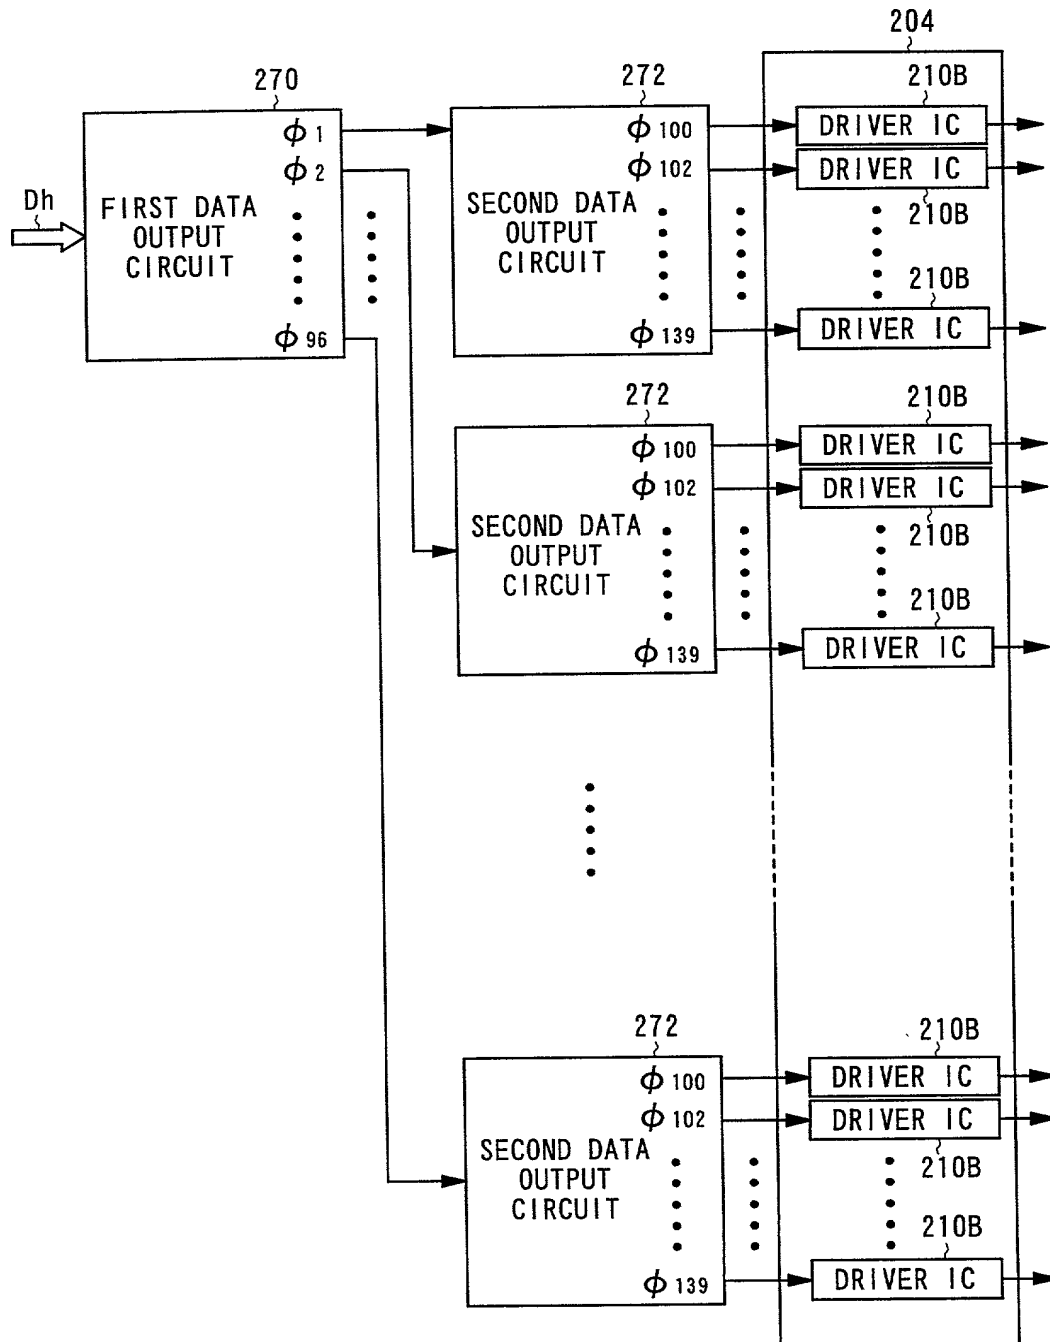 204
270
272
210B
ϕ1
ϕ100
DRIVER IC
ϕ2
ϕ102
DRIVER IC
Dh
FIRST DATA
OUTPUT
CIRCUIT
SECOND DATA
OUTPUT
CIRCUIT
210B
210B
ϕ96
ϕ139
DRIVER IC
272
210B
ϕ100
DRIVER IC
ϕ102
DRIVER IC
SECOND DATA
OUTPUT
CIRCUIT
210B
210B
ϕ139
DRIVER IC
272
210B
ϕ100
DRIVER IC
ϕ102
DRIVER IC
SECOND DATA
OUTPUT
CIRCUIT
210B
210B
ϕ139
DRIVER IC